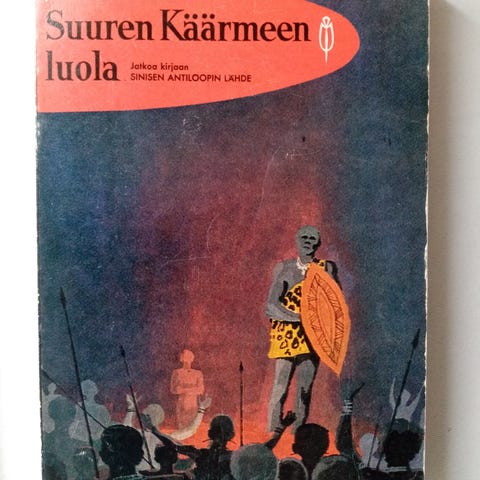 Suuren Käärmeen
luola
Jatkoa kirjaan
SINISEN ANTILOOPIN LÄHDE